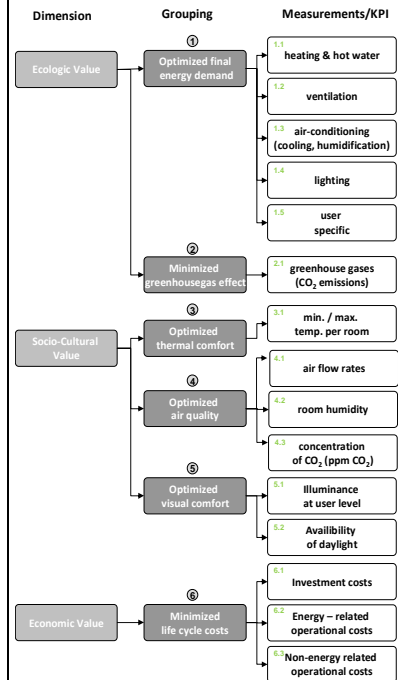 Dimension
Grouping
Measurements/KPI
Ecologic Value
1
Optimized final
energy demand
1.1
heating & hot water
1.2
ventilation
1.3
air-conditioning
(cooling, humidification)
1.4
lighting
1.5
user
specific
2
Minimized
greenhousegas effect
2.1
greenhouse gases
(CO₂ emissions)
Socio-Cultural
Value
3
Optimized
thermal comfort
3.1
min. / max.
temp. per room
4
Optimized
air quality
4.1
air flow rates
4.2
room humidity
4.3
concentration
of CO₂ (ppm CO₂)
5
Optimized
visual comfort
5.1
Illuminance
at user level
5.2
Availibility
of daylight
Economic Value
6
Minimized
life cycle costs
6.1
Investment costs
6.2
Energy – related
operational costs
6.3
Non-energy related
operational costs